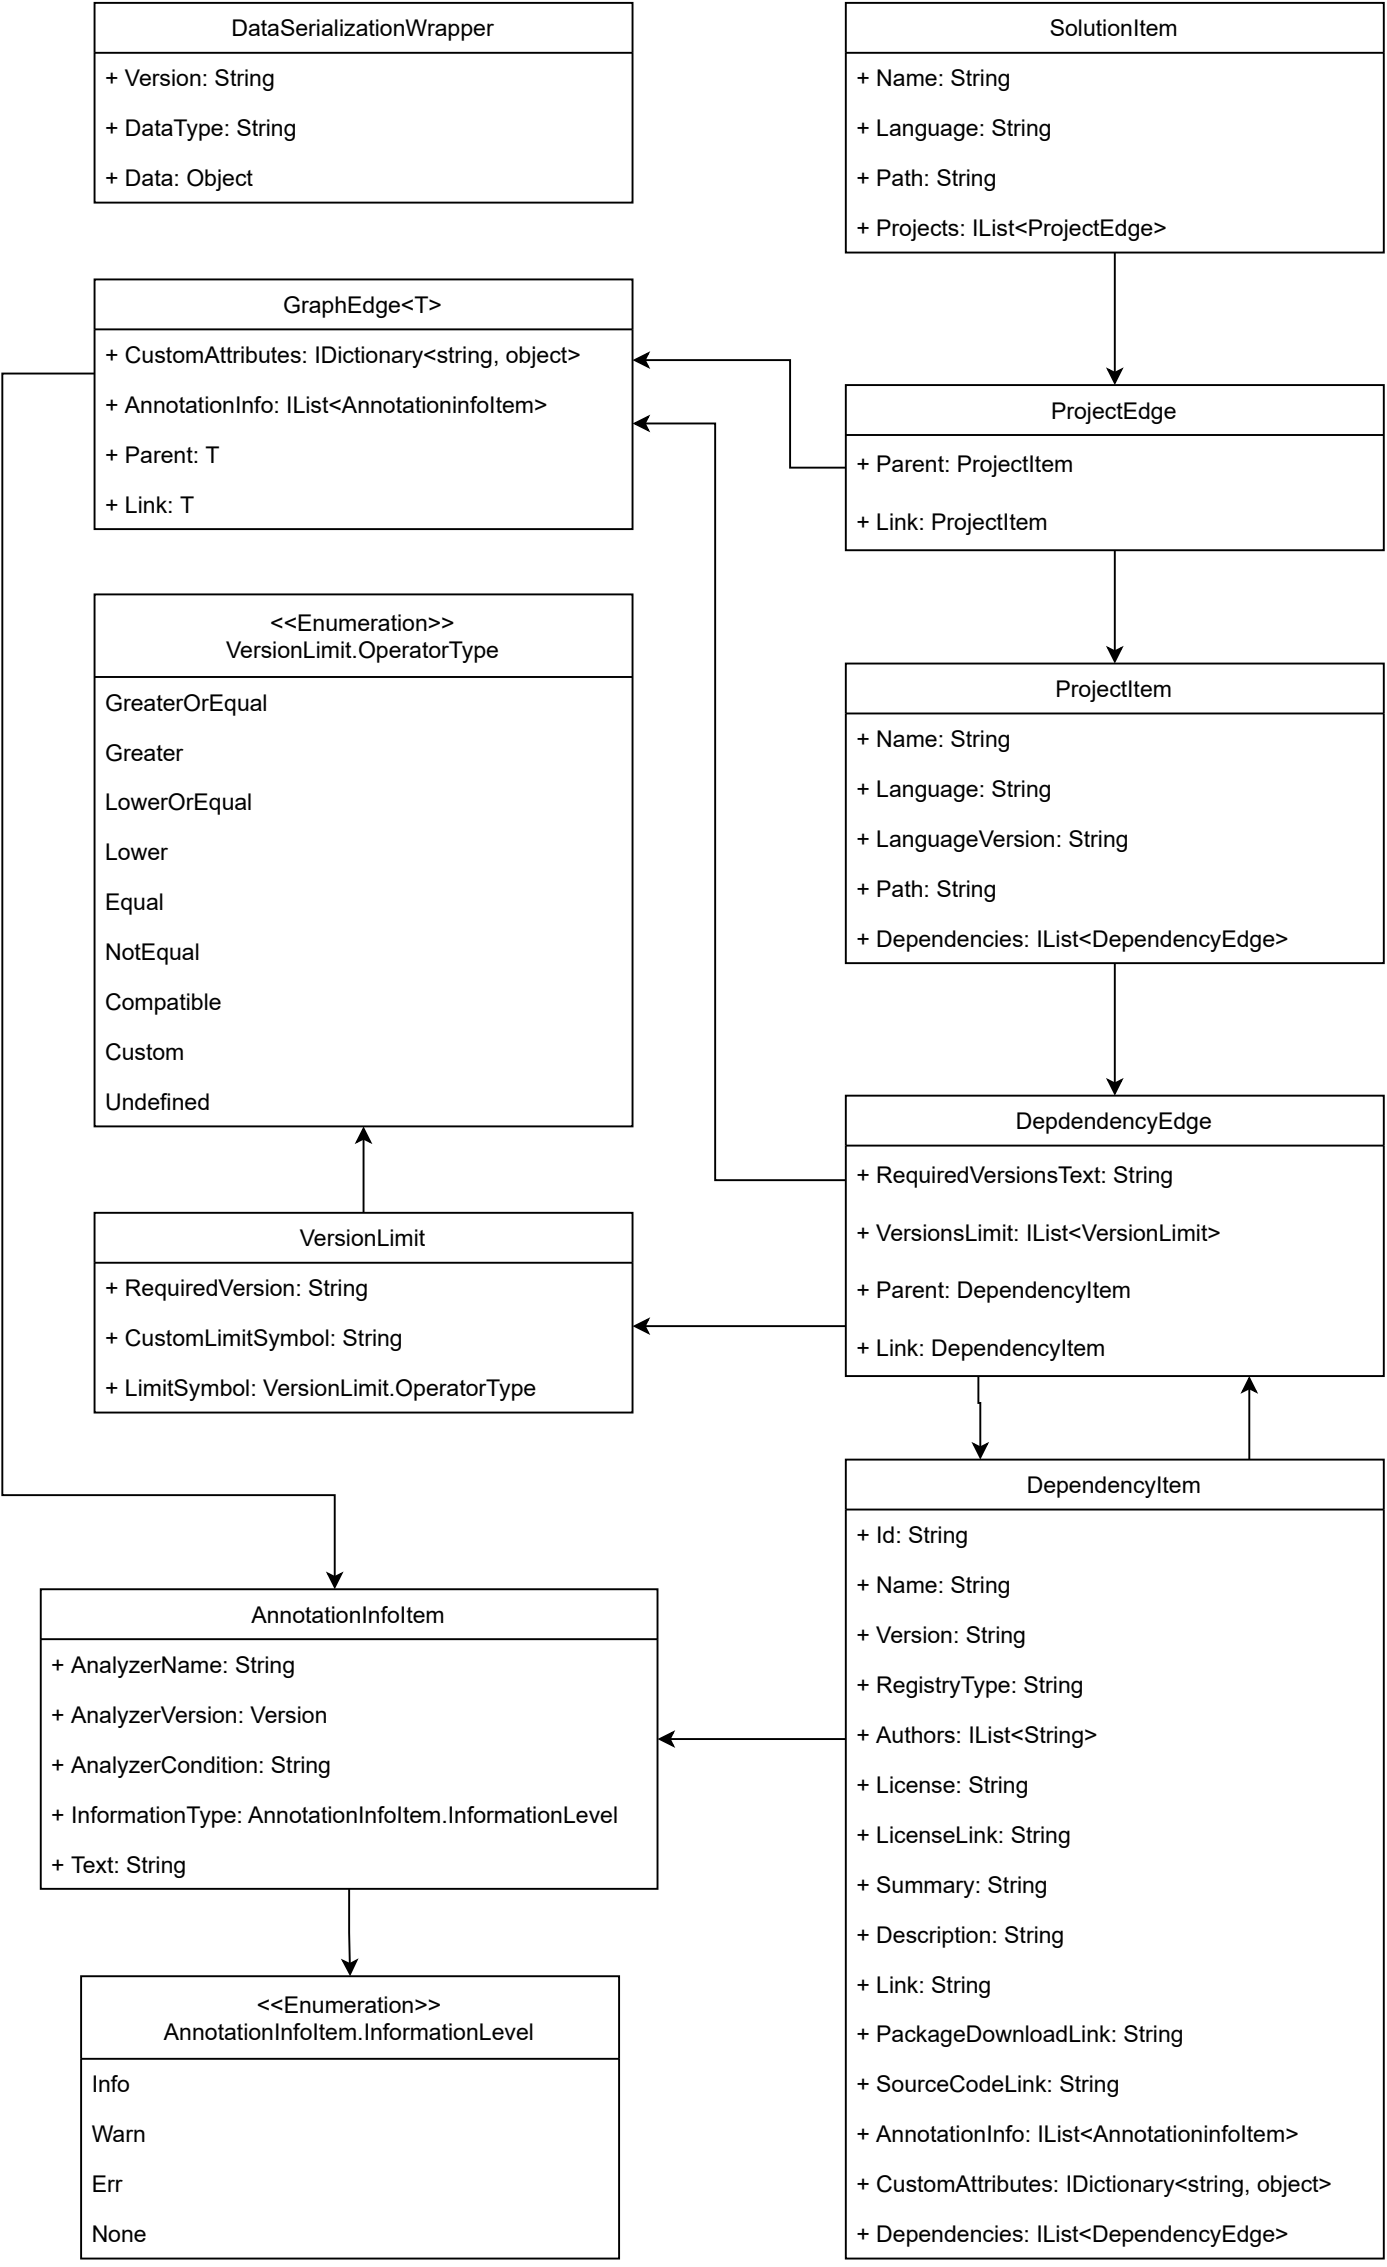 DataSerializationWrapper
+ Version: String
+ DataType: String
+ Data: Object
SolutionItem
+ Name: String
+ Language: String
+ Path: String
+ Projects: IList<ProjectEdge>
GraphEdge<T>
+ CustomAttributes: IDictionary<string, object>
+ AnnotationInfo: IList<AnnotationinfoItem>
+ Parent: T
+ Link: T
ProjectEdge
+ Parent: ProjectItem
+ Link: ProjectItem
<<Enumeration>>
VersionLimit.OperatorType
GreaterOrEqual
Greater
LowerOrEqual
Lower
Equal
NotEqual
Compatible
Custom
Undefined
ProjectItem
+ Name: String
+ Language: String
+ LanguageVersion: String
+ Path: String
+ Dependencies: IList<DependencyEdge>
VersionLimit
+ RequiredVersion: String
+ CustomLimitSymbol: String
+ LimitSymbol: VersionLimit.OperatorType
DepdendencyEdge
+ RequiredVersionsText: String
+ VersionsLimit: IList<VersionLimit>
+ Parent: DependencyItem
+ Link: DependencyItem
AnnotationInfoItem
+ AnalyzerName: String
+ AnalyzerVersion: Version
+ AnalyzerCondition: String
+ InformationType: AnnotationInfoItem.InformationLevel
+ Text: String
<<Enumeration>>
AnnotationInfoItem.InformationLevel
Info
Warn
Err
None
DependencyItem
+ Id: String
+ Name: String
+ Version: String
+ RegistryType: String
+ Authors: IList<String>
+ License: String
+ LicenseLink: String
+ Summary: String
+ Description: String
+ Link: String
+ PackageDownloadLink: String
+ SourceCodeLink: String
+ AnnotationInfo: IList<AnnotationinfoItem>
+ CustomAttributes: IDictionary<string, object>
+ Dependencies: IList<DependencyEdge>